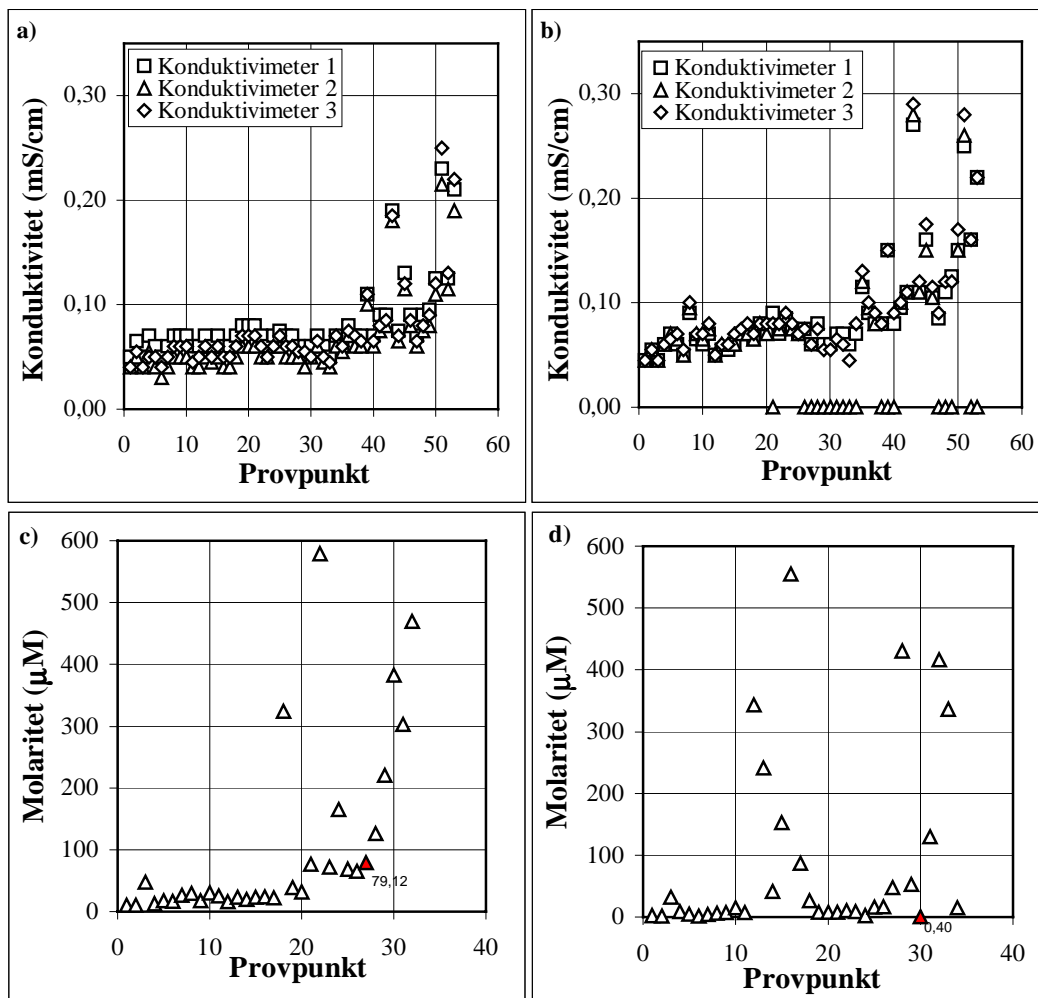 a)
Konduktivimeter 1
Konduktivimeter 2
Konduktivimeter 3
0,30
0,20
0,10
0,00
Konduktivitet (mS/cm)
0 10 20 30 40 50 60
Provpunkt
b)
Konduktivimeter 1
Konduktivimeter 2
Konduktivimeter 3
0,30
0,20
0,10
0,00
Konduktivitet (mS/cm)
0 10 20 30 40 50 60
Provpunkt
c)
600
500
400
300
200
100
0
Molaritet (µM)
79,12
0 10 20 30 40
Provpunkt
d)
600
500
400
300
200
100
0
Molaritet (µM)
0,40
0 10 20 30 40
Provpunkt